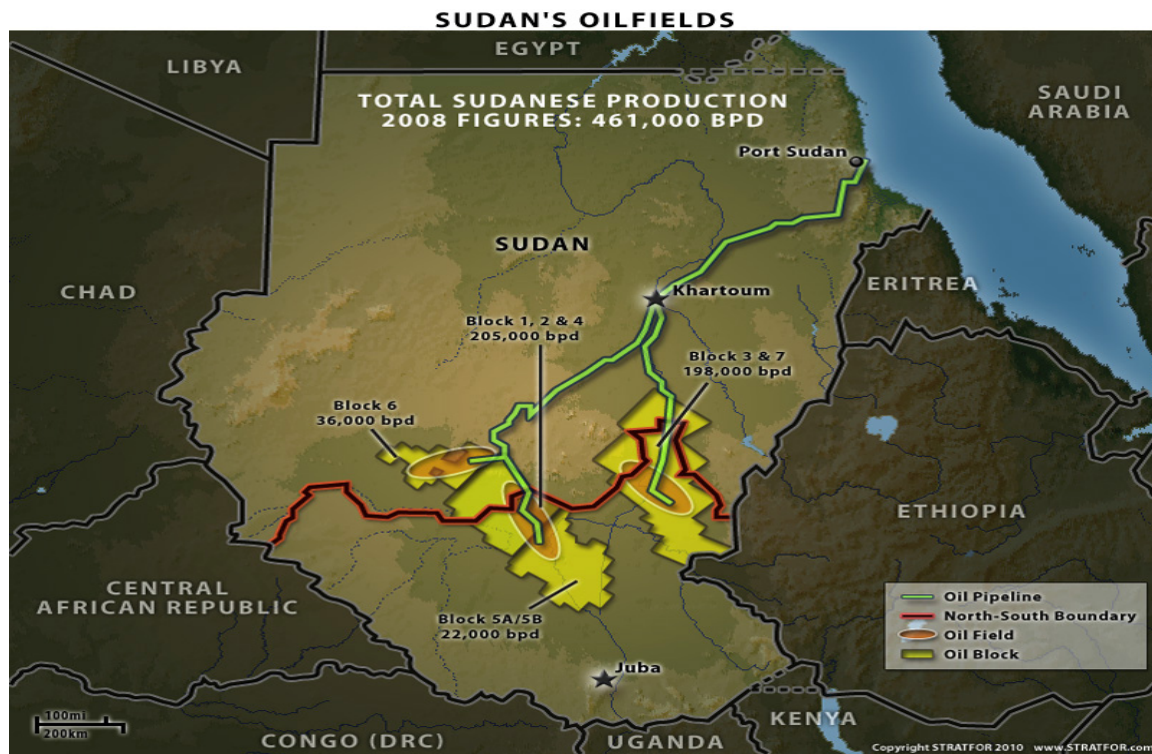 SUDAN'S OILFIELDS
EGYPT
LIBYA
SAUDI
ARABIA
TOTAL SUDANESE PRODUCTION
2008 FIGURES: 461,000 BPD
Port Sudan
SUDAN
CHAD
ERITREA
Khartoum
Block 1, 2 & 4
205,000 bpd
Block 3 & 7
198,000 bpd
Block 6
36,000 bpd
ETHIOPIA
CENTRAL
AFRICAN REPUBLIC
Block 5A/5B
22,000 bpd
Oil Pipeline
North-South Boundary
Oil Field
Oil Block
Juba
100mi
200km
CONGO (DRC)
UGANDA
KENYA
Copyright STRATFOR 2010 www.STRATFOR.com